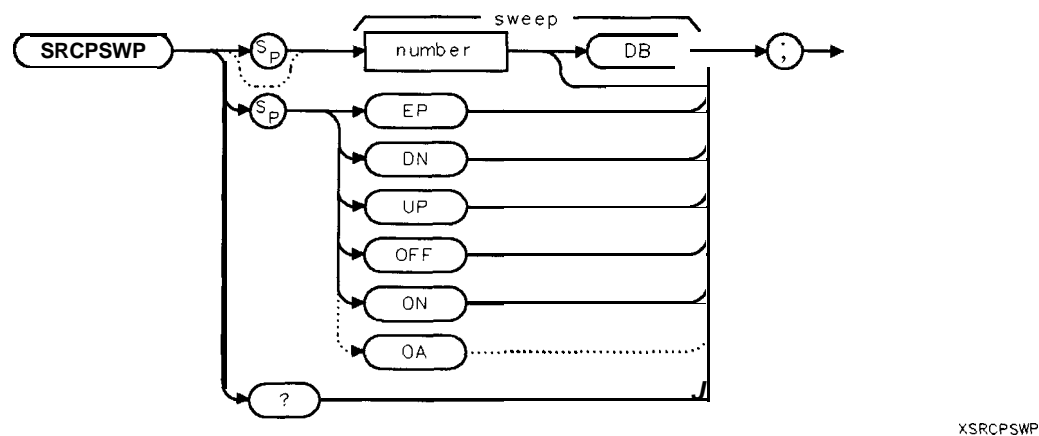 sweep
SRCPSWP SP number DB ;
SP EP
DN
UP
OFF
ON
OA
?
XSRCPSWP